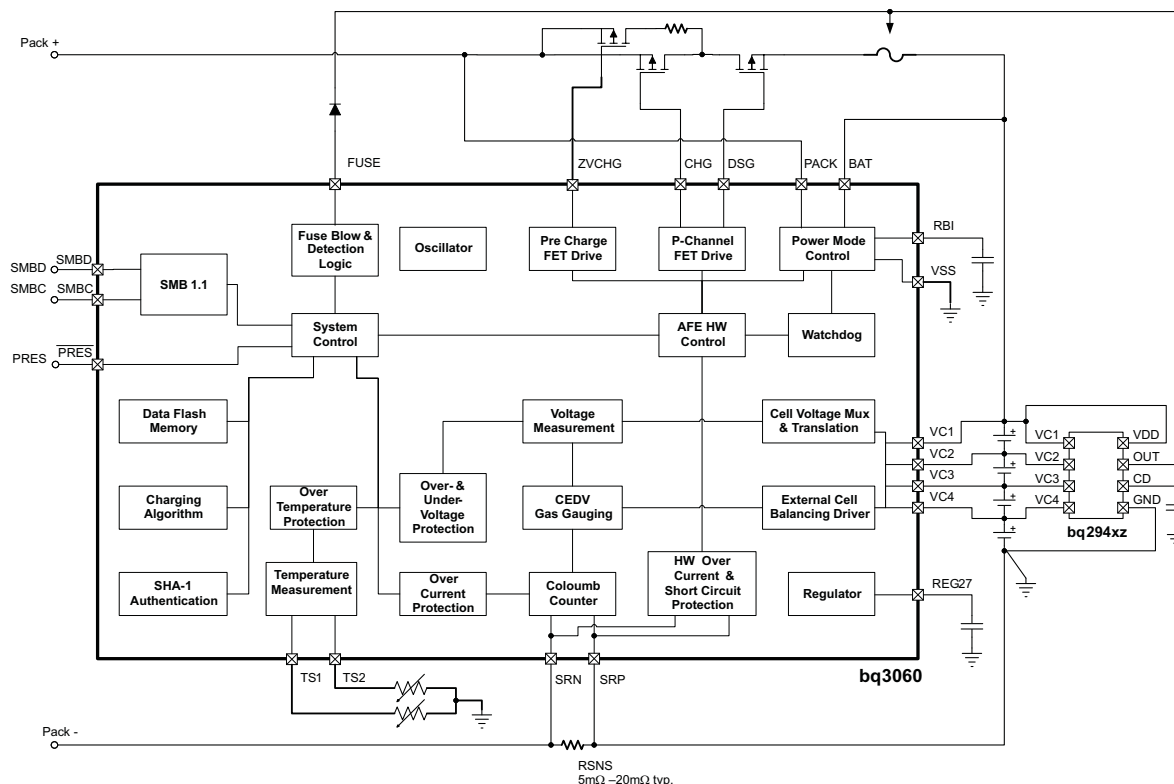 Pack +
FUSE
ZVCHG
CHG
DSG
PACK
BAT
Fuse Blow &
Detection
Logic
Oscillator
Pre Charge
FET Drive
P-Channel
FET Drive
Power Mode
Control
RBI
VSS
SMBD
SMBD
SMBC
SMBC
SMB 1.1
System
Control
AFE HW
Control
Watchdog
PRES
PRES
Data Flash
Memory
Voltage
Measurement
Cell Voltage Mux
& Translation
VC1
VC2
VC3
VC4
+
+
+
+
VC1
VC2
VC3
VC4
VDD
OUT
CD
GND
bq294xz
Charging
Algorithm
Over
Temperature
Protection
Over- &
Under-
Voltage
Protection
CEDV
Gas Gauging
External Cell
Balancing Driver
SHA-1
Authentication
Temperature
Measurement
Over
Current
Protection
Coloumb
Counter
HW Over
Current &
Short Circuit
Protection
Regulator
REG27
bq3060
TS1
TS2
SRN
SRP
Pack -
RSNS
5mΩ –20mΩ typ.